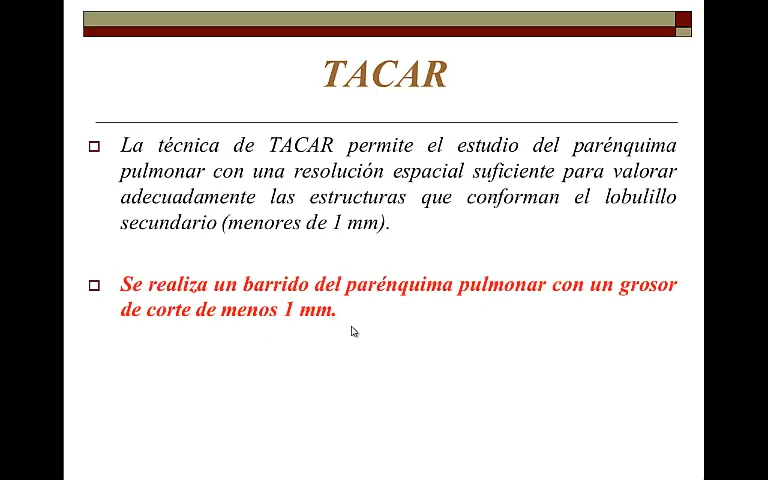 TACAR
La técnica de TACAR permite el estudio del parénquima
pulmonar con una resolución espacial suficiente para valorar
adecuadamente las estructuras que conforman el lobulillo
secundario (menores de 1 mm).
Se realiza un barrido del parénquima pulmonar con un grosor
de corte de menos 1 mm.